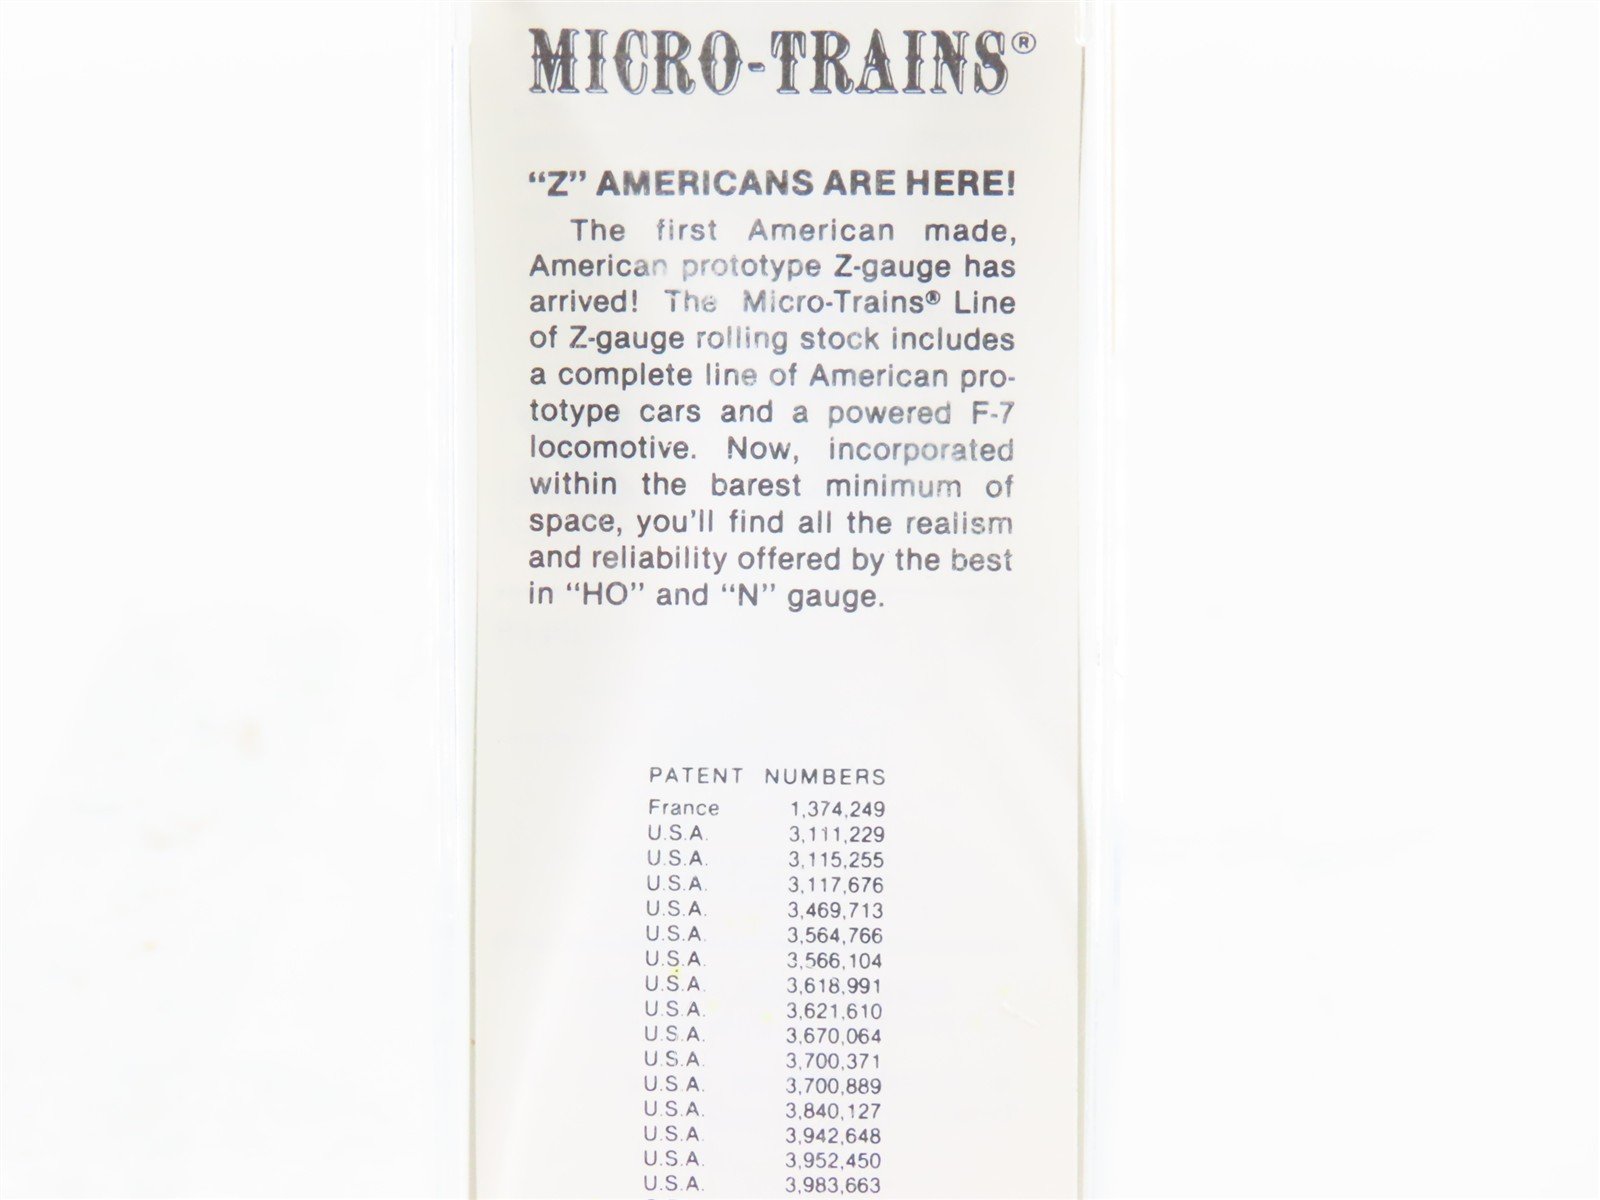 MICRO-TRAINS®
“Z” AMERICANS ARE HERE!
The first American made,
American prototype Z-gauge has
arrived! The Micro-Trains® Line
of Z-gauge rolling stock includes
a complete line of American pro-
totype cars and a powered F-7
locomotive. Now, incorporated
within the barest minimum of
space, you'll find all the realism
and reliability offered by the best
in “HO” and “N” gauge.
PATENT NUMBERS
France 1,374,249
U.S.A. 3,111,229
U.S.A. 3,115,255
U.S.A. 3,117,676
U.S.A. 3,469,713
U.S.A. 3,564,766
U.S.A. 3,566,104
U.S.A. 3,618,991
U.S.A. 3,621,610
U.S.A. 3,670,064
U.S.A. 3,700,371
U.S.A. 3,700,889
U.S.A. 3,840,127
U.S.A. 3,942,648
U.S.A. 3,952,450
U.S.A. 3,983,663